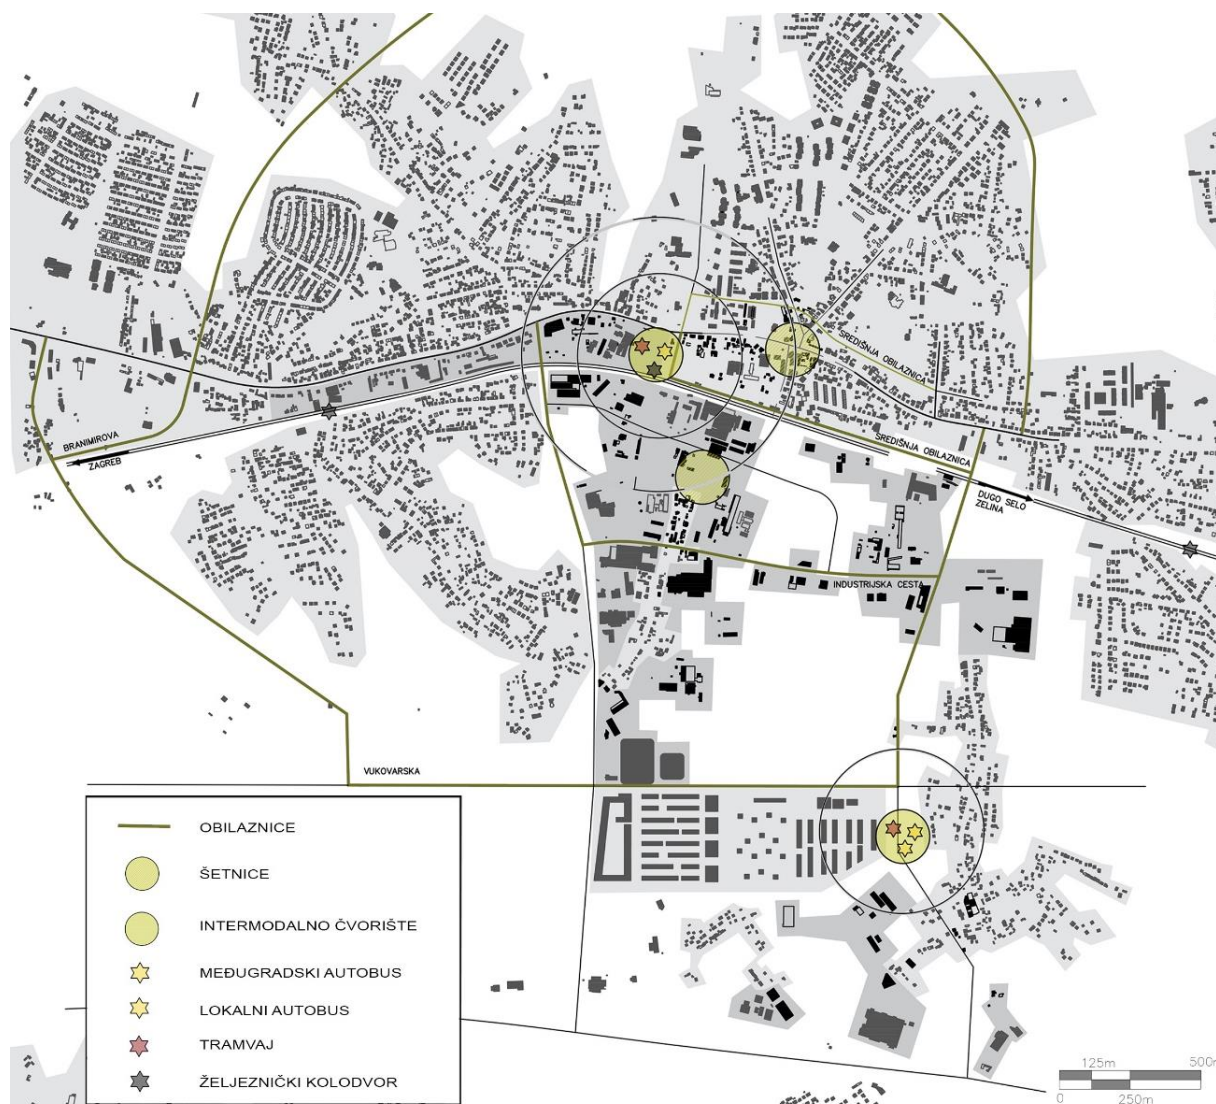 SREDIŠNJA OBILAZNICA
BRANIMIROVA
ZAGREB
SREDIŠNJA OBILAZNICA
DUGO SELO
ZELINA
INDUSTRIJSKA CESTA
VUKOVARSKA
OBILAZNICE
ŠETNICE
INTERMODALNO ČVORIŠTE
MEĐUGRADSKI AUTOBUS
LOKALNI AUTOBUS
TRAMVAJ
ŽELJEZNIČKI KOLODVOR
125m 500m
0 250m